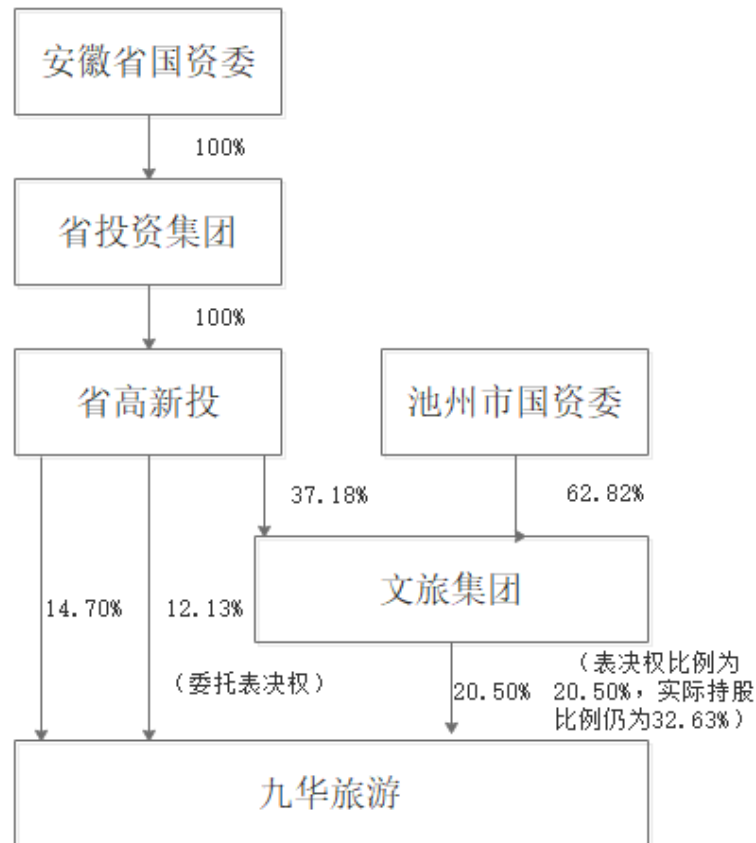 安徽省国资委
100%
省投资集团
100%
省高新投
池州市国资委
37.18%
62.82%
文旅集团
14.70%
12.13%
（委托表决权）
20.50%
（表决权比例为
20.50%，实际持股
比例仍为32.63%）
九华旅游